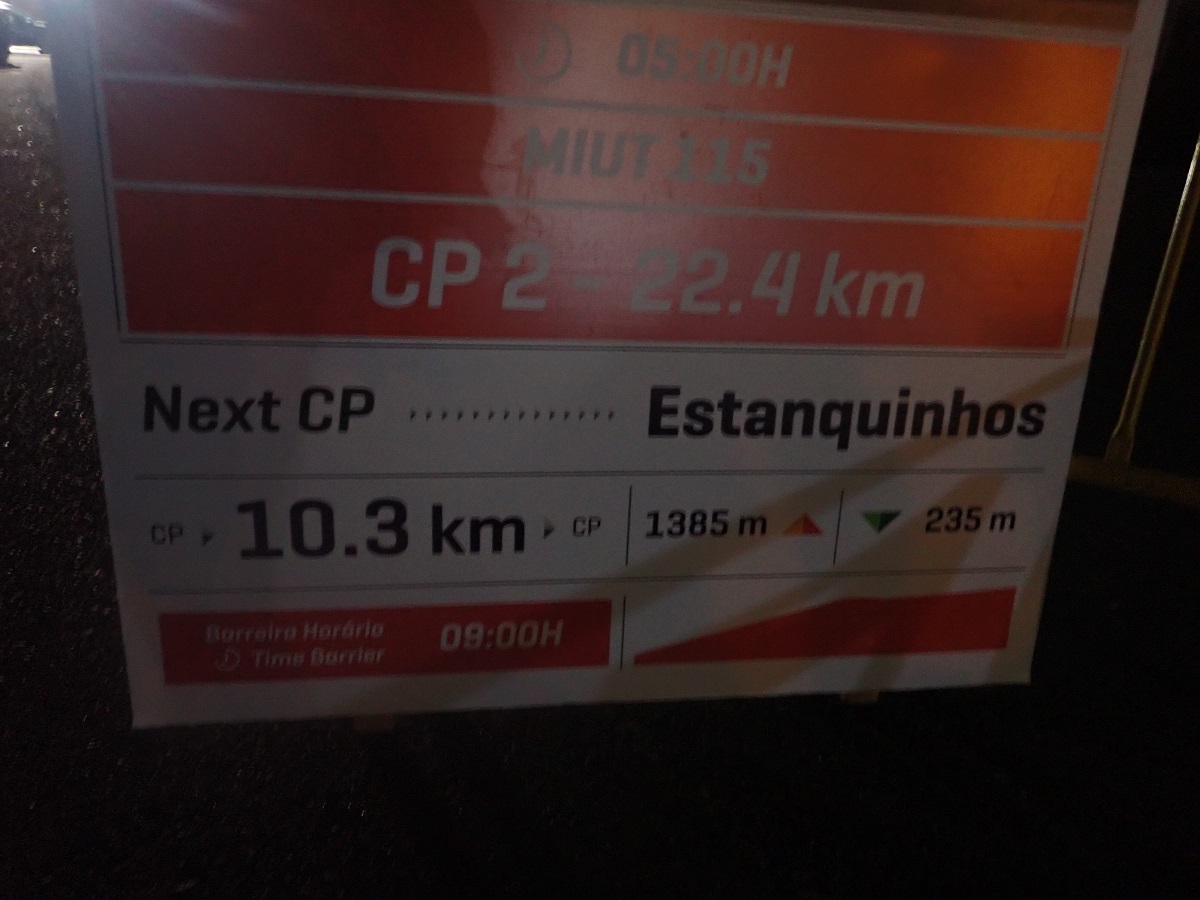 05:00H
MIUT 115
CP 2 - 22.4 km
Next CP .............. Estanquinhos
CP 10.3 km CP 1385 m 235 m
Barreira Horária
Time Barrier 09:00H